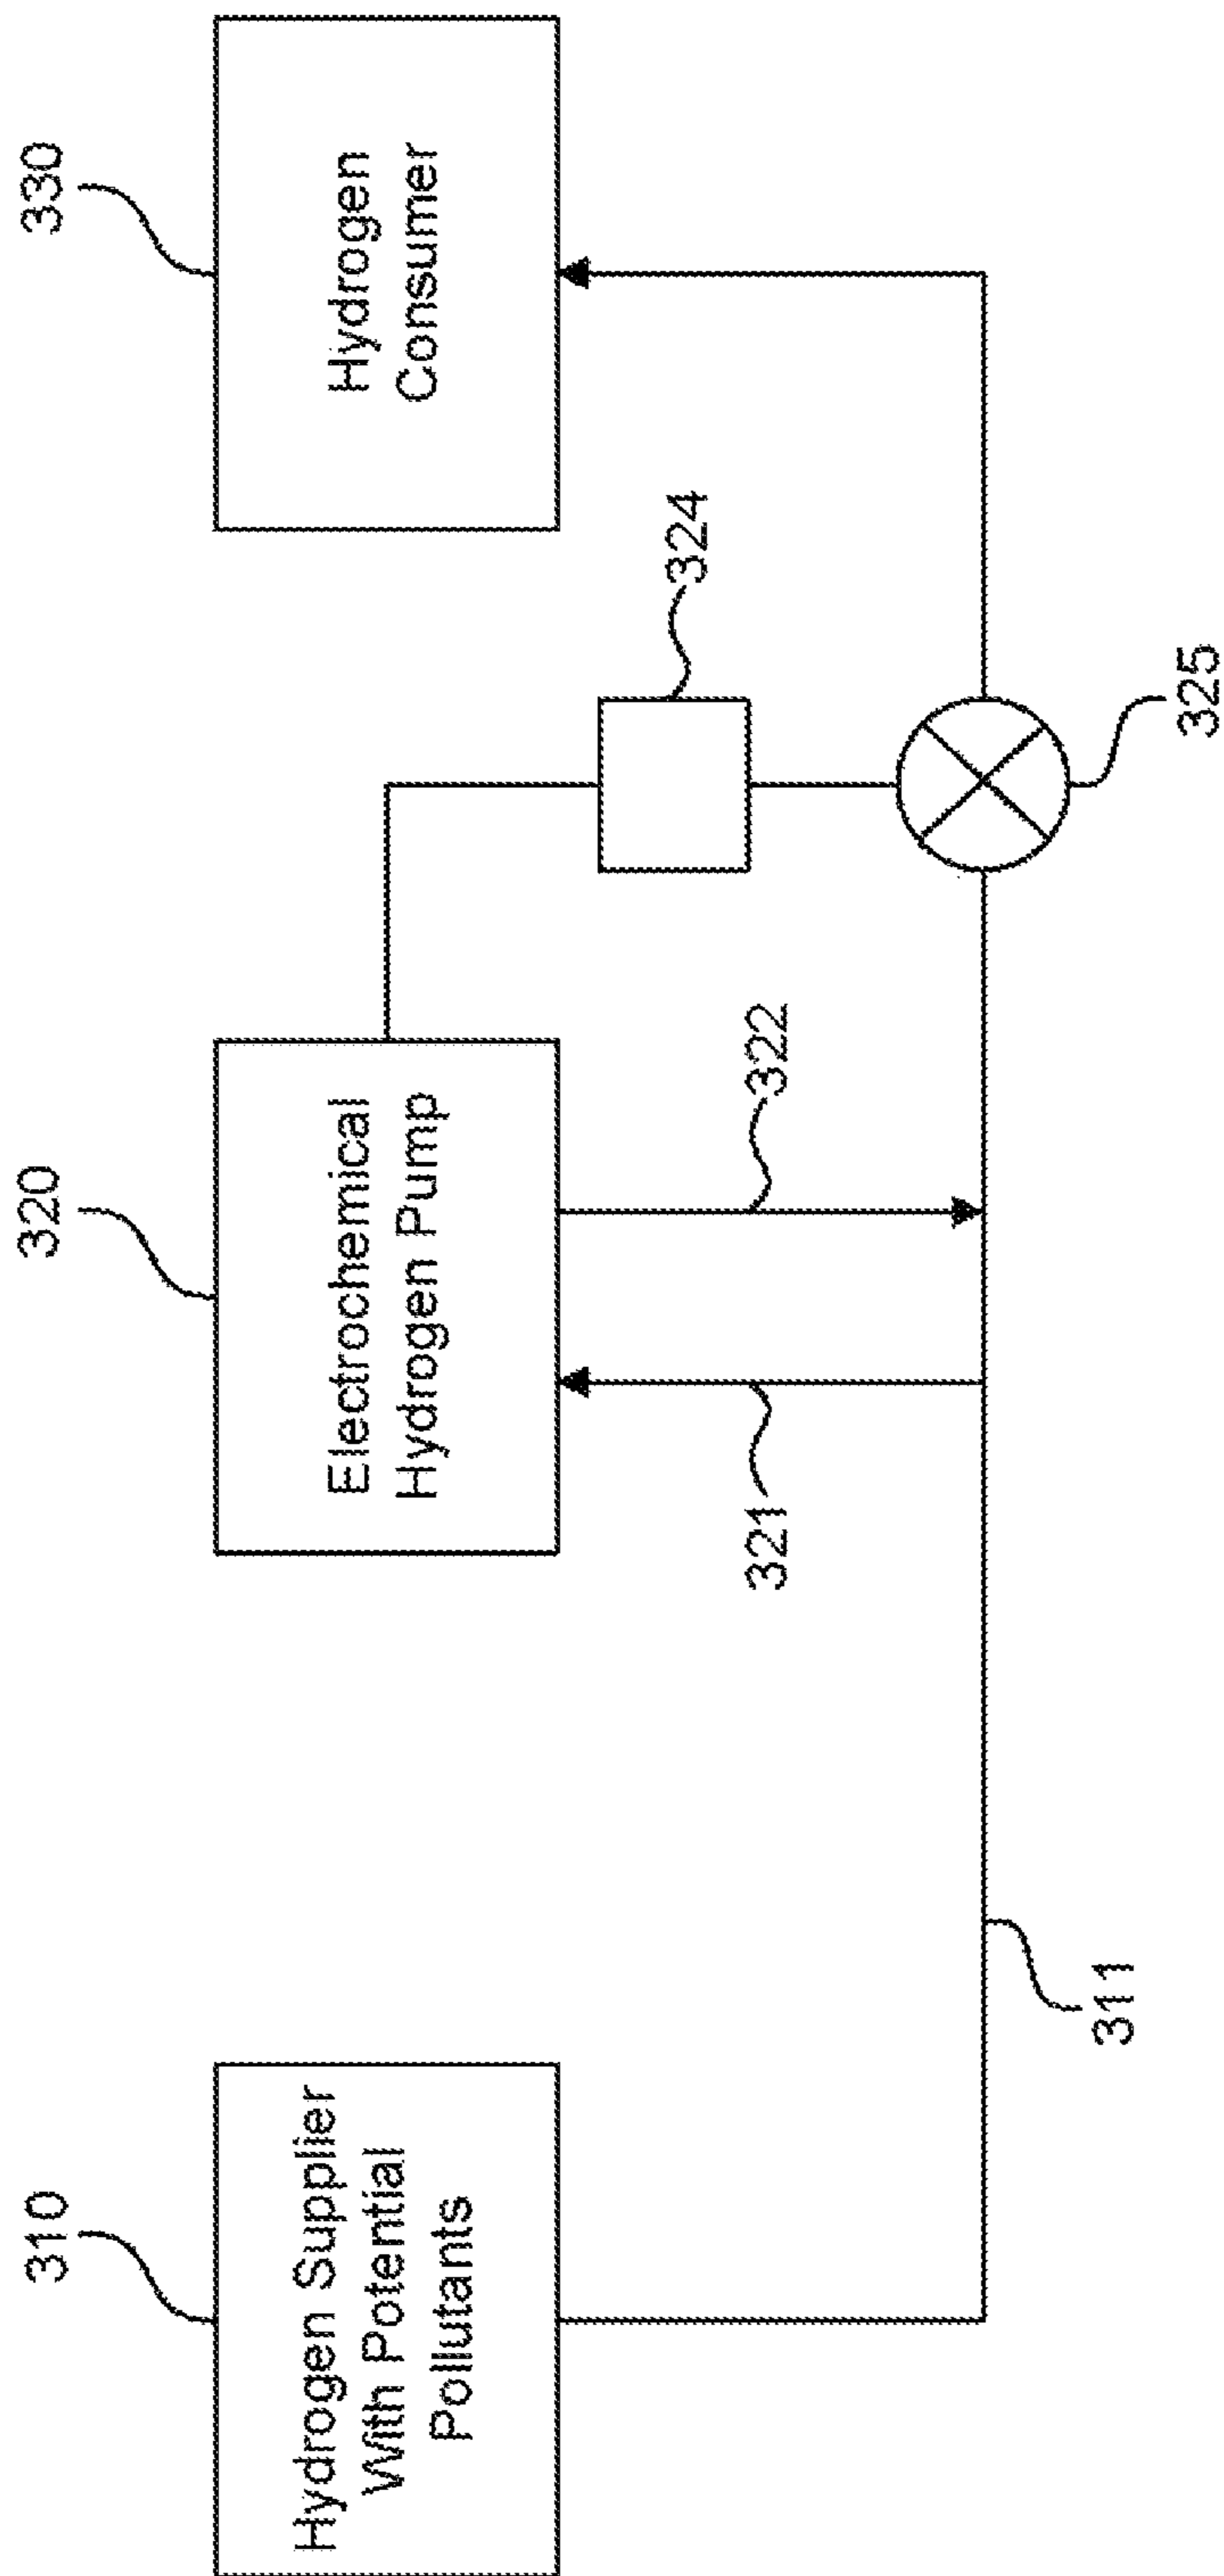 310
Hydrogen Supplier
With Potential
Pollutants
311
320
Electrochemical
Hydrogen Pump
321
322
324
325
330
Hydrogen
Consumer